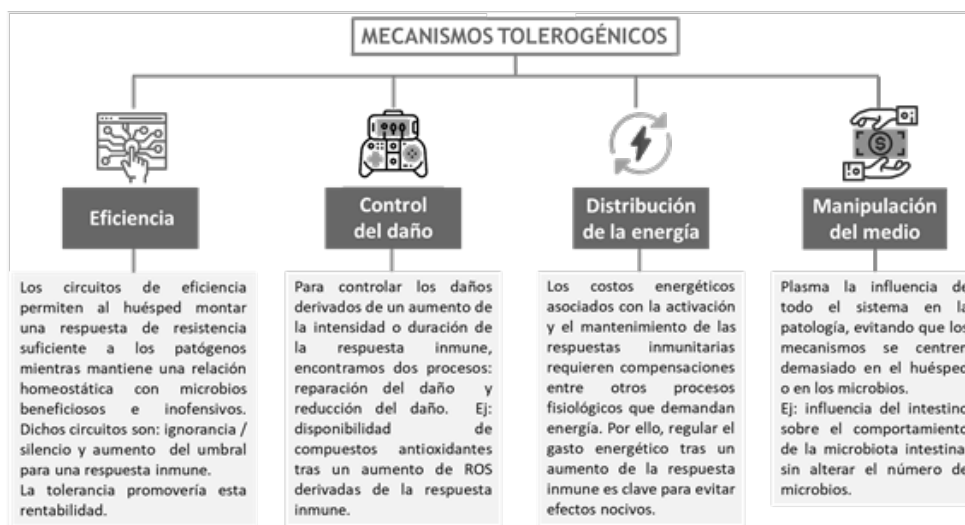 MECANISMOS TOLEROGÉNICOS
Eficiencia
Los circuitos de eficiencia
permiten al huésped montar
una respuesta de resistencia
suficiente a los patógenos
mientras mantiene una relación
homeostática con microbios
beneficiosos e inofensivos.
Dichos circuitos son: ignorancia /
silencio y aumento del umbral
para una respuesta inmune.
La tolerancia promovería esta
rentabilidad.
Control
del daño
Para controlar los daños
derivados de un aumento de
la intensidad o duración de
la respuesta inmune,
encontramos dos procesos:
reparación del daño y
reducción del daño. Ej:
disponibilidad de
compuestos antioxidantes
tras un aumento de ROS
derivadas de la respuesta
inmune.
Distribución
de la energía
Los costos energéticos
asociados con la activación
y el mantenimiento de las
respuestas inmunitarias
requieren compensaciones
entre otros procesos
fisiológicos que demandan
energía. Por ello, regular el
gasto energético tras un
aumento de la respuesta
inmune es clave para evitar
efectos nocivos.
Manipulación
del medio
Plasma la influencia de
todo el sistema en la
patología, evitando que los
mecanismos se centren
demasiado en el huésped
o en los microbios.
Ej: influencia del intestino
sobre el comportamiento
de la microbiota intestina
sin alterar el número de
microbios.